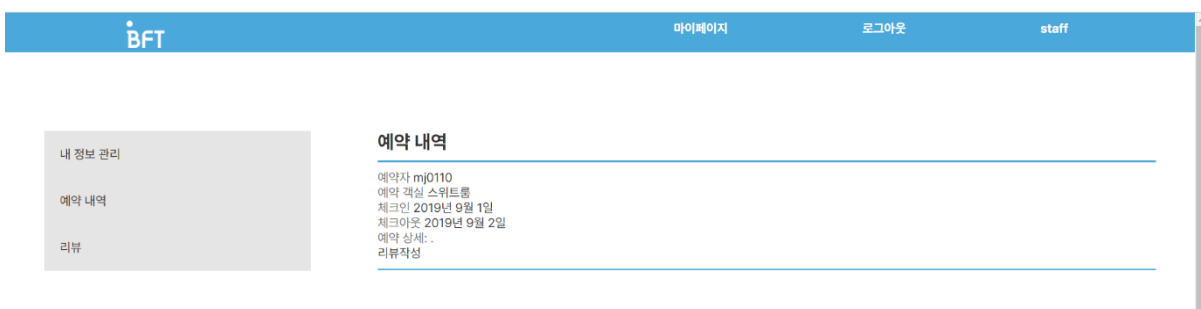 BFT
마이페이지
로그아웃
staff
내 정보 관리
예약 내역
리뷰
예약 내역
예약자 mj0110
예약 객실 스위트룸
체크인 2019년 9월 1일
체크아웃 2019년 9월 2일
예약 상세: .
리뷰작성